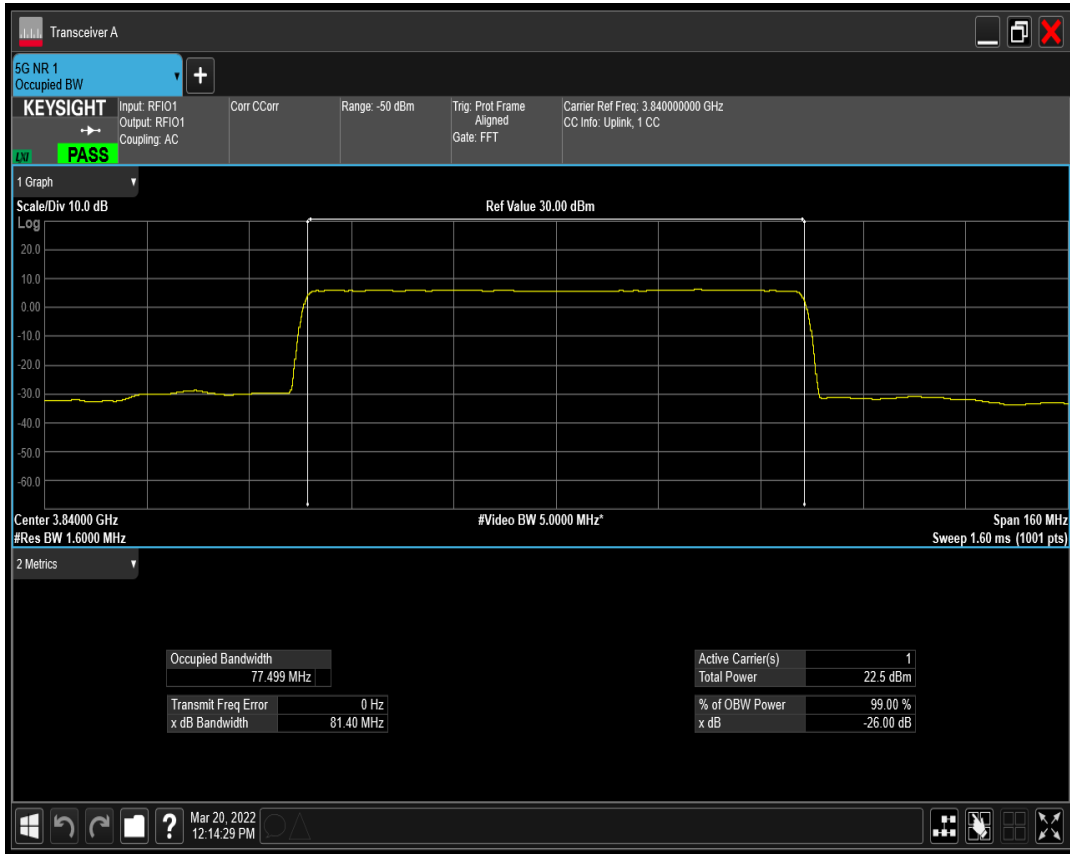 Transceiver A
5G NR 1
Occupied BW
+
KEYSIGHT
LXI
PASS
Input: RFIO1
Output: RFIO1
Coupling: AC
Corr CCorr
Range: -50 dBm
Trig: Prot Frame
Aligned
Gate: FFT
Carrier Ref Freq: 3.840000000 GHz
CC Info: Uplink, 1 CC
1 Graph
Scale/Div 10.0 dB
Ref Value 30.00 dBm
Log
20.0
10.0
0.00
-10.0
-20.0
-30.0
-40.0
-50.0
-60.0
Center 3.84000 GHz
#Video BW 5.0000 MHz*
Span 160 MHz
#Res BW 1.6000 MHz
Sweep 1.60 ms (1001 pts)
2 Metrics
Occupied Bandwidth
77.499 MHz
Transmit Freq Error 0 Hz
x dB Bandwidth 81.40 MHz
Active Carrier(s) 1
Total Power 22.5 dBm
% of OBW Power 99.00 %
x dB -26.00 dB
?
Mar 20, 2022
12:14:29 PM